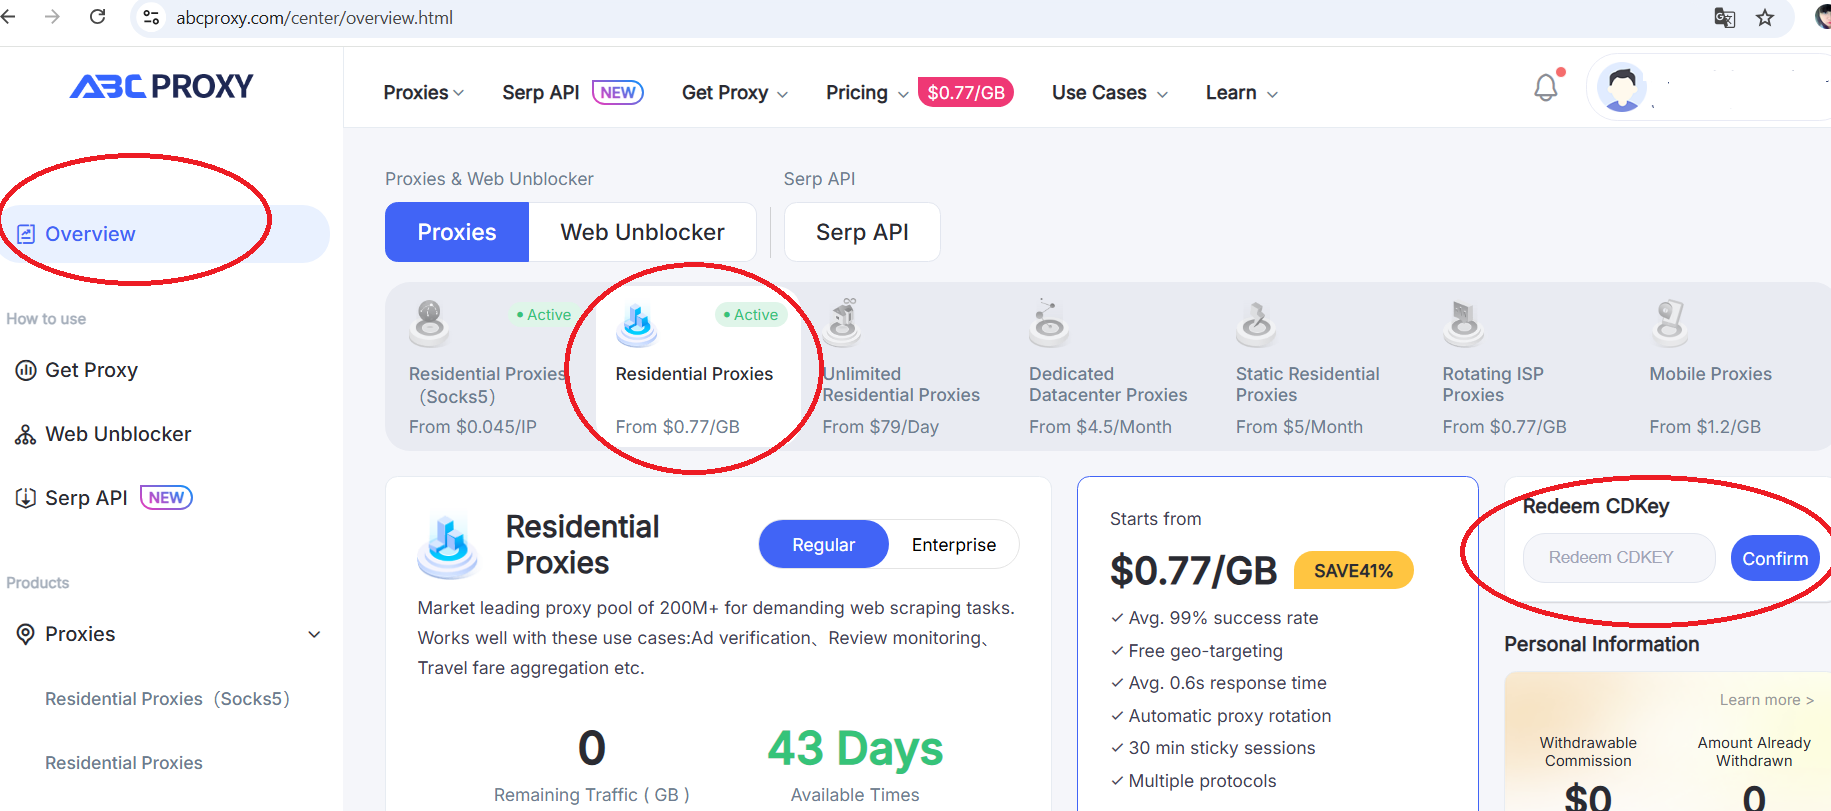 abcproxy.com/center/overview.html
ABC PROXY
Proxies
Serp API NEW
Get Proxy
Pricing $0.77/GB
Use Cases
Learn
Overview
How to use
Get Proxy
Web Unblocker
Serp API NEW
Products
Proxies
Residential Proxies（Socks5）
Residential Proxies
Proxies & Web Unblocker
Serp API
Proxies
Web Unblocker
Serp API
Active
Residential Proxies
（Socks5）
From $0.045/IP
Active
Residential Proxies
From $0.77/GB
Unlimited
Residential Proxies
From $79/Day
Dedicated
Datacenter Proxies
From $4.5/Month
Static Residential
Proxies
From $5/Month
Rotating ISP
Proxies
From $0.77/GB
Mobile Proxies
From $1.2/GB
Residential
Proxies
Regular
Enterprise
Market leading proxy pool of 200M+ for demanding web scraping tasks.
Works well with these use cases:Ad verification、Review monitoring、
Travel fare aggregation etc.
0
Remaining Traffic ( GB )
43 Days
Available Times
Starts from
$0.77/GB SAVE41%
✓ Avg. 99% success rate
✓ Free geo-targeting
✓ Avg. 0.6s response time
✓ Automatic proxy rotation
✓ 30 min sticky sessions
✓ Multiple protocols
Redeem CDKey
Redeem CDKEY
Confirm
Personal Information
Learn more >
Withdrawable
Commission
$0
Amount Already
Withdrawn
0